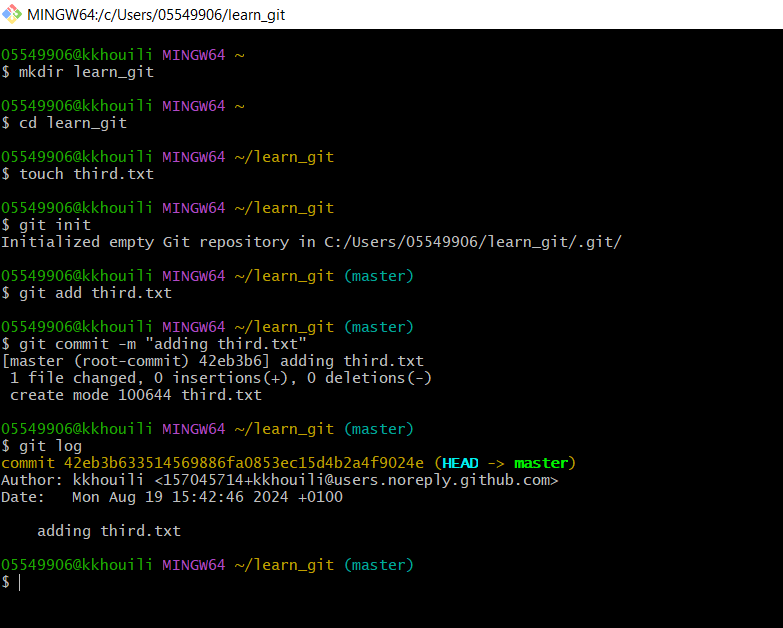 MINGW64:/c/Users/05549906/learn_git
05549906@kkhouili MINGW64 ~
$ mkdir learn_git
05549906@kkhouili MINGW64 ~
$ cd learn_git
05549906@kkhouili MINGW64 ~/learn_git
$ touch third.txt
05549906@kkhouili MINGW64 ~/learn_git
$ git init
Initialized empty Git repository in C:/Users/05549906/learn_git/.git/
05549906@kkhouili MINGW64 ~/learn_git (master)
$ git add third.txt
05549906@kkhouili MINGW64 ~/learn_git (master)
$ git commit -m "adding third.txt"
[master (root-commit) 42eb3b6] adding third.txt
 1 file changed, 0 insertions(+), 0 deletions(-)
 create mode 100644 third.txt
05549906@kkhouili MINGW64 ~/learn_git (master)
$ git log
commit 42eb3b633514569886fa0853ec15d4b2a4f9024e (HEAD -> master)
Author: kkhouili <157045714+kkhouili@users.noreply.github.com>
Date:   Mon Aug 19 15:42:46 2024 +0100
    adding third.txt
05549906@kkhouili MINGW64 ~/learn_git (master)
$